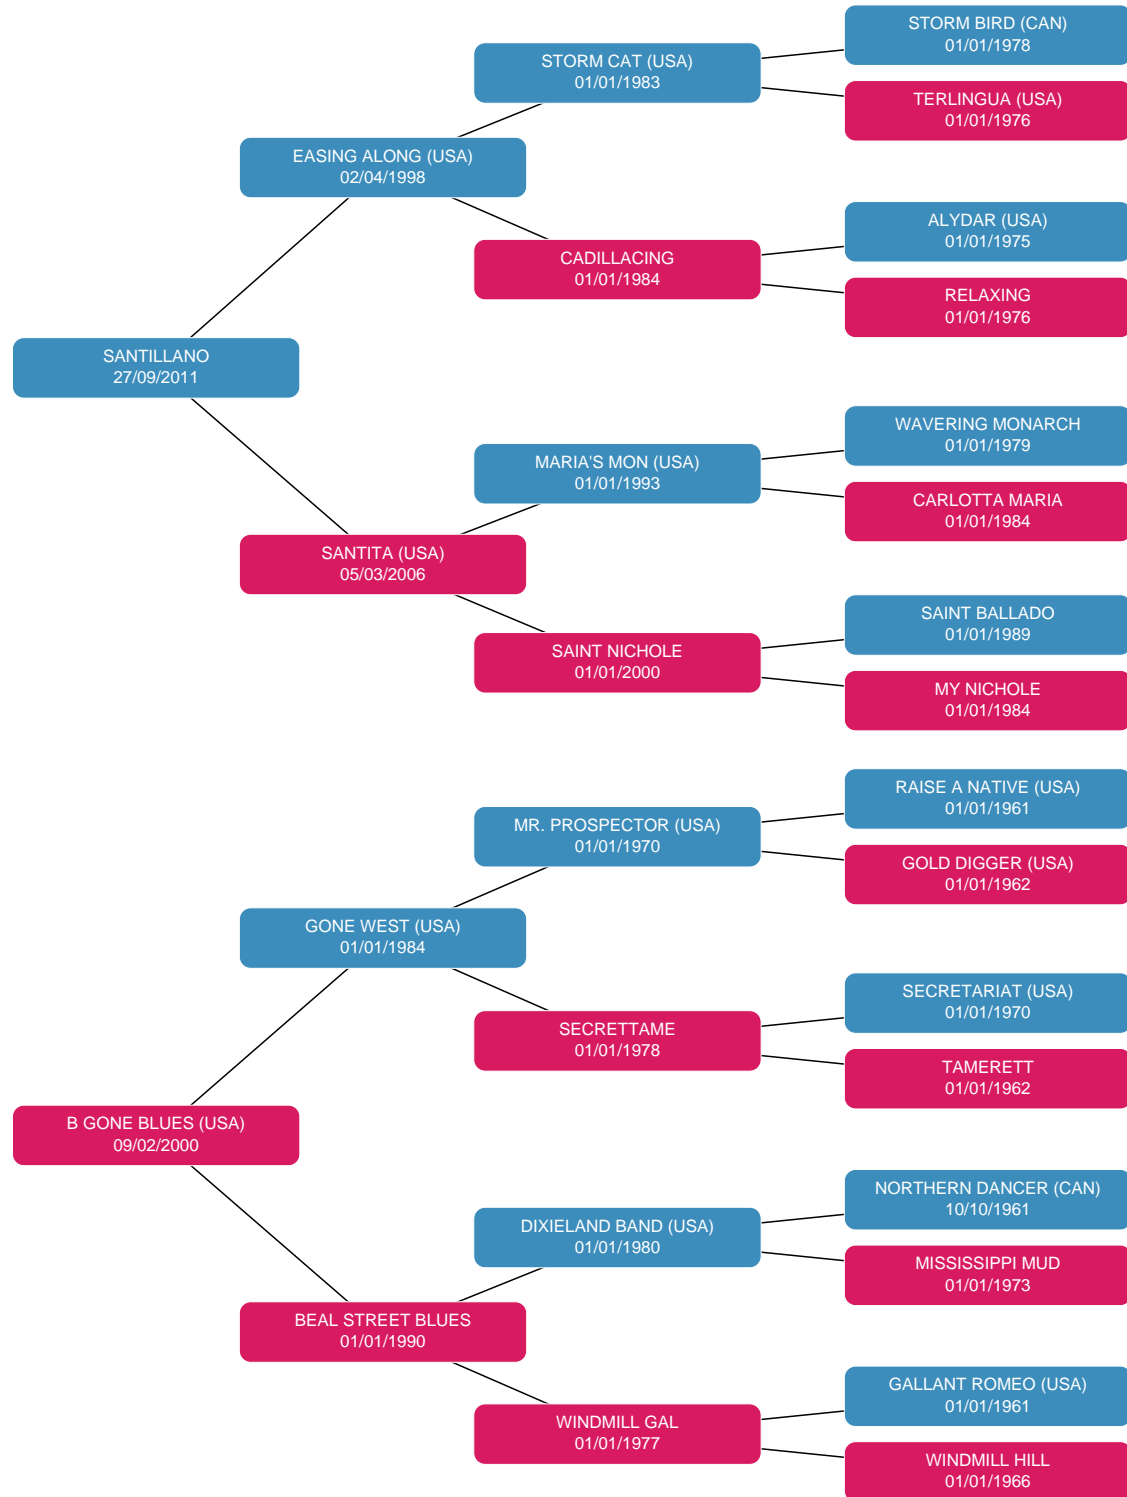 STORM BIRD (CAN)
01/01/1978
STORM CAT (USA)
01/01/1983
TERLINGUA (USA)
01/01/1976
EASING ALONG (USA)
02/04/1998
ALYDAR (USA)
01/01/1975
CADILLACING
01/01/1984
RELAXING
01/01/1976
SANTILLANO
27/09/2011
WAVERING MONARCH
01/01/1979
MARIA'S MON (USA)
01/01/1993
CARLOTTA MARIA
01/01/1984
SANTITA (USA)
05/03/2006
SAINT BALLADO
01/01/1989
SAINT NICHOLE
01/01/2000
MY NICHOLE
01/01/1984
RAISE A NATIVE (USA)
01/01/1961
MR. PROSPECTOR (USA)
01/01/1970
GOLD DIGGER (USA)
01/01/1962
GONE WEST (USA)
01/01/1984
SECRETARIAT (USA)
01/01/1970
SECRETTAME
01/01/1978
TAMERETT
01/01/1962
B GONE BLUES (USA)
09/02/2000
NORTHERN DANCER (CAN)
10/10/1961
DIXIELAND BAND (USA)
01/01/1980
MISSISSIPPI MUD
01/01/1973
BEAL STREET BLUES
01/01/1990
GALLANT ROMEO (USA)
01/01/1961
WINDMILL GAL
01/01/1977
WINDMILL HILL
01/01/1966